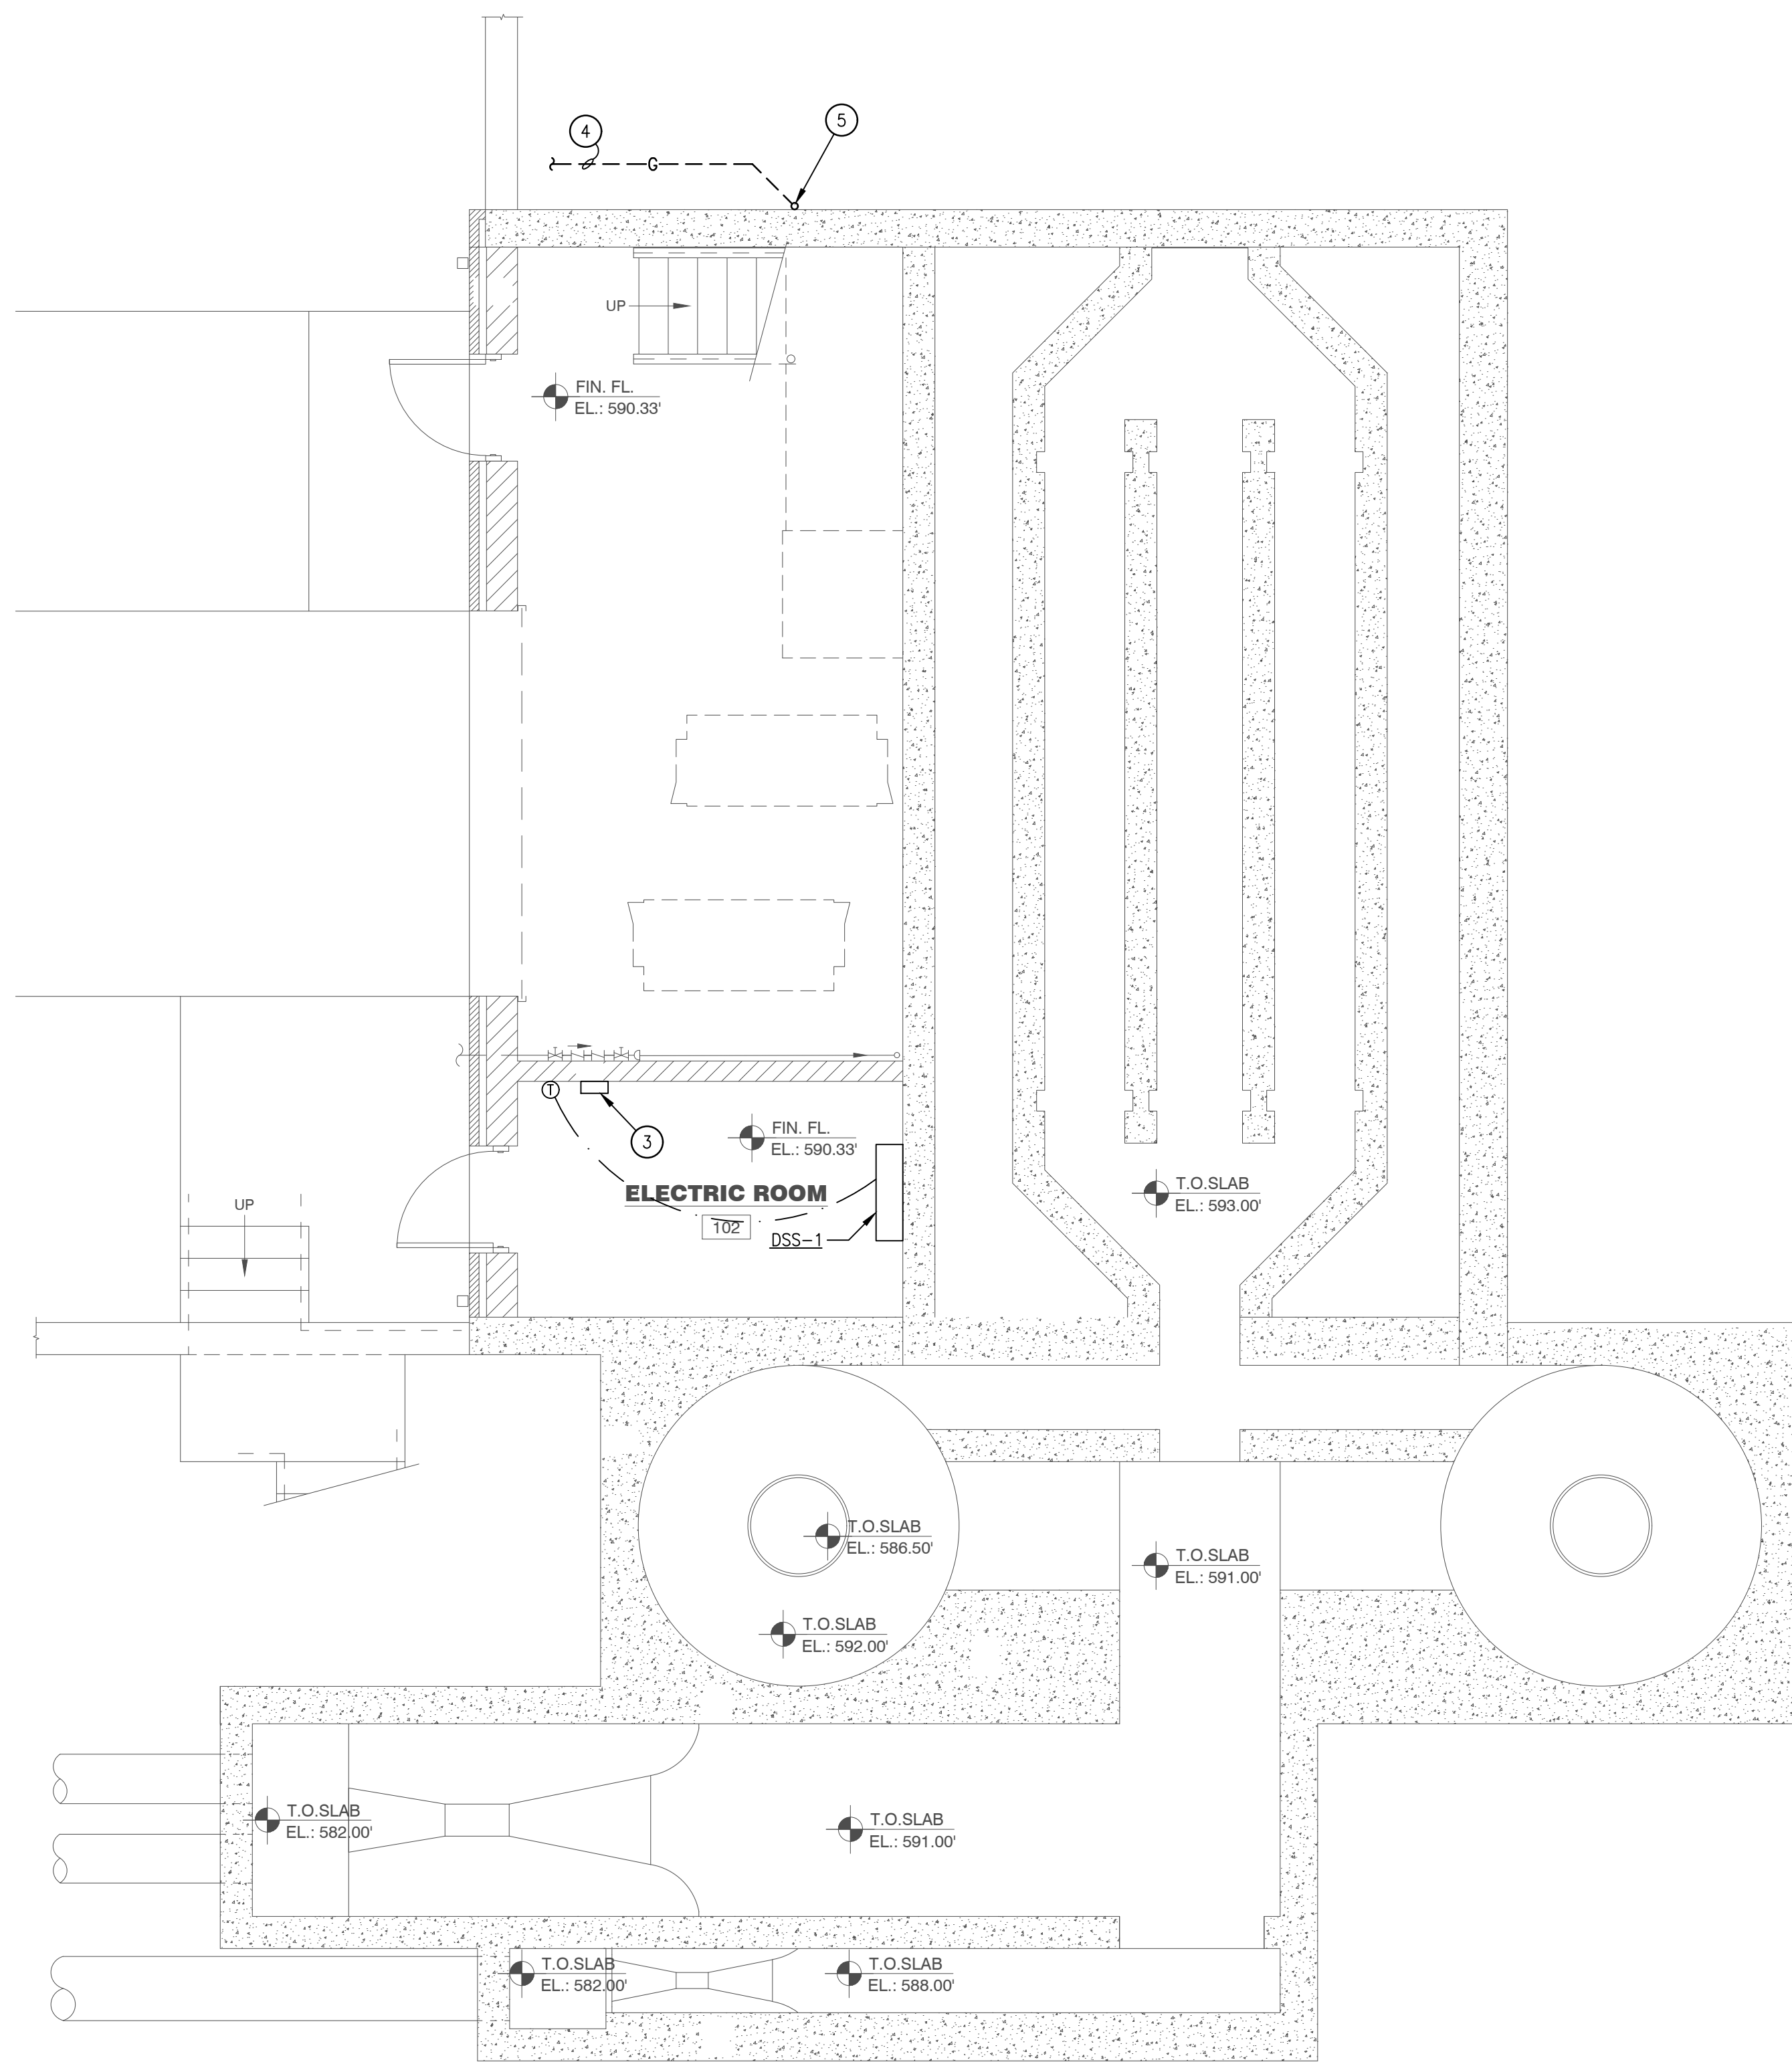 4
5
G
UP
FIN. FL.
EL.: 590.33'
T
3
FIN. FL.
EL.: 590.33'
ELECTRIC ROOM
102
DSS-1
T.O.SLAB
EL.: 593.00'
UP
T.O.SLAB
EL.: 586.50'
T.O.SLAB
EL.: 591.00'
T.O.SLAB
EL.: 592.00'
T.O.SLAB
EL.: 582.00'
T.O.SLAB
EL.: 591.00'
T.O.SLAB
EL.: 582.00'
T.O.SLAB
EL.: 588.00'